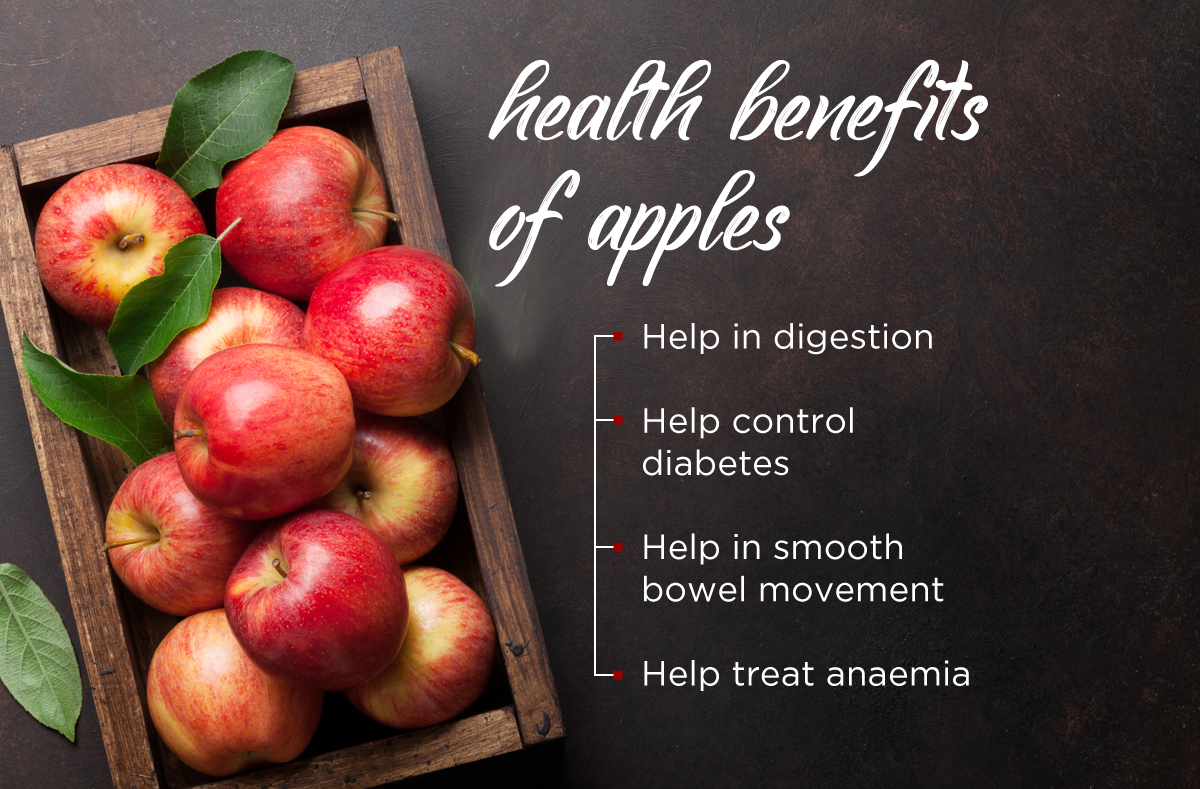 health benefits
of apples
Help in digestion
Help control
diabetes
Help in smooth
bowel movement
Help treat anaemia